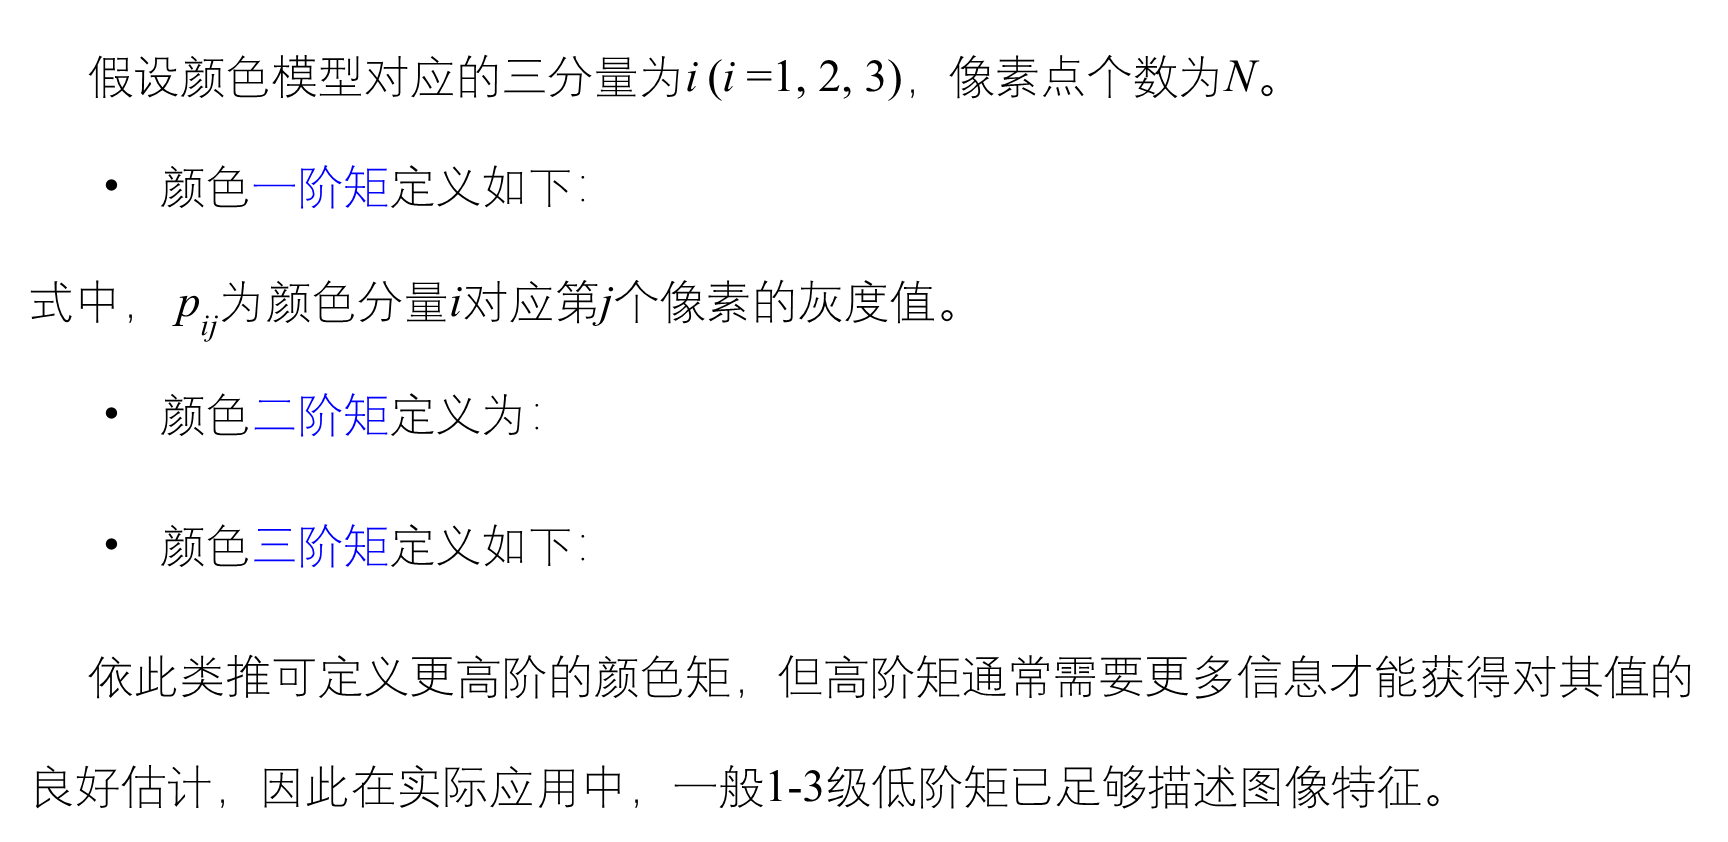 假设颜色模型对应的三分量为i (i =1, 2, 3)，像素点个数为N。
• 颜色一阶矩定义如下：
式中，p_ij为颜色分量i对应第j个像素的灰度值。
• 颜色二阶矩定义为：
• 颜色三阶矩定义如下：
依此类推可定义更高阶的颜色矩，但高阶矩通常需要更多信息才能获得对其值的
良好估计，因此在实际应用中，一般1-3级低阶矩已足够描述图像特征。